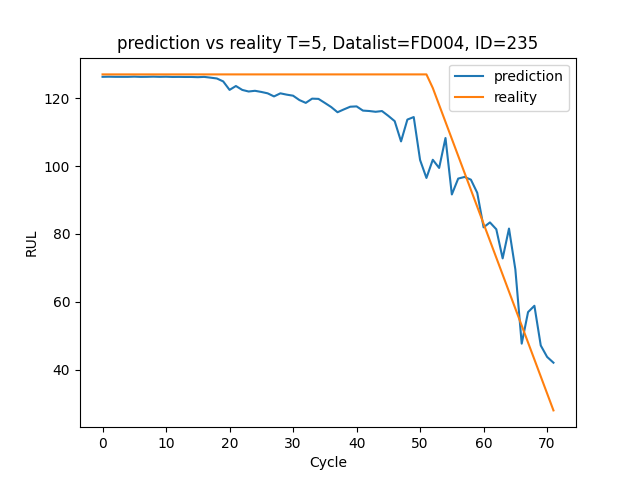 prediction vs reality T=5, Datalist=FD004, ID=235
prediction
reality
RUL
120
100
80
60
40
0 10 20 30 40 50 60 70
Cycle